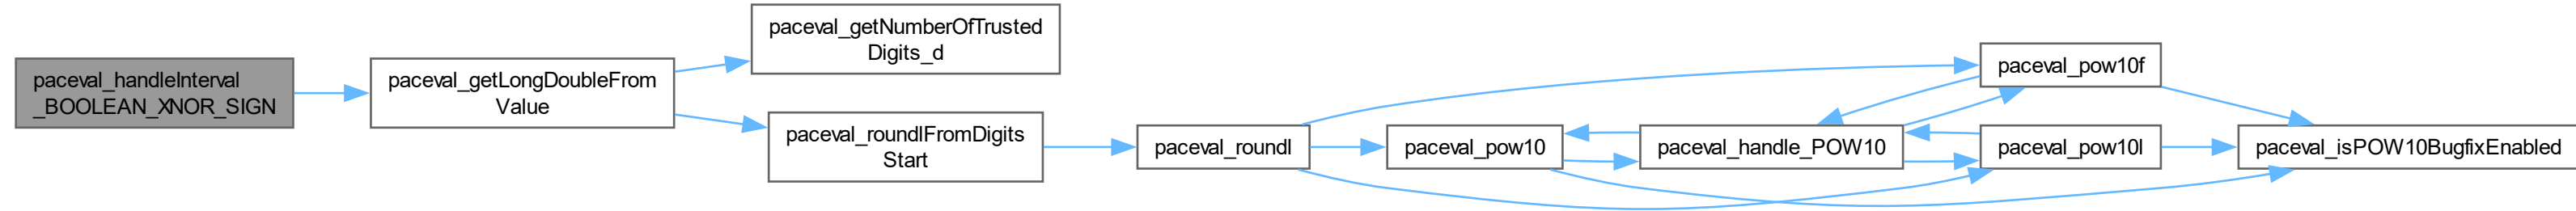 paceval_handleInterval
_BOOLEAN_XNOR_SIGN
paceval_getLongDoubleFrom
Value
paceval_getNumberOfTrusted
Digits_d
paceval_roundlFromDigits
Start
paceval_roundl
paceval_pow10
paceval_handle_POW10
paceval_pow10f
paceval_pow10l
paceval_isPOW10BugfixEnabled